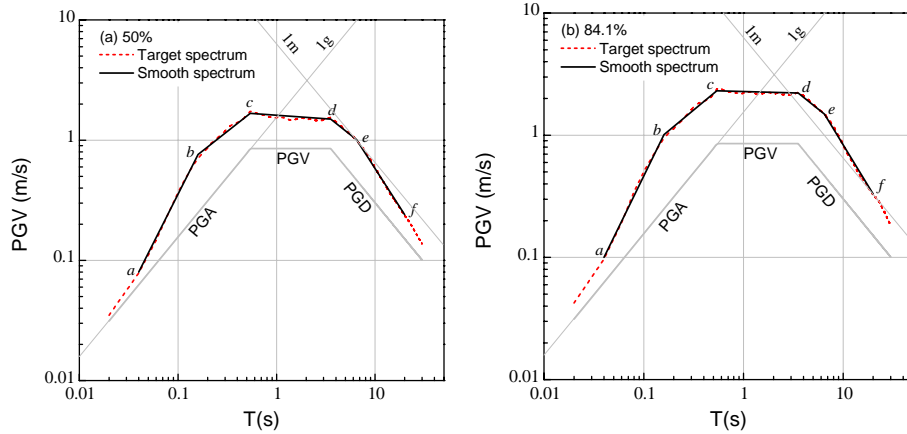 (a) 50%
Target spectrum
Smooth spectrum
1m
1g
a
b
c
d
e
f
PGA
PGV
PGD
10
1
0.1
0.01
0.01
0.1
1
10
PGV (m/s)
T(s)
(b) 84.1%
Target spectrum
Smooth spectrum
1m
1g
a
b
c
d
e
f
PGA
PGV
PGD
10
1
0.1
0.01
0.01
0.1
1
10
PGV (m/s)
T(s)